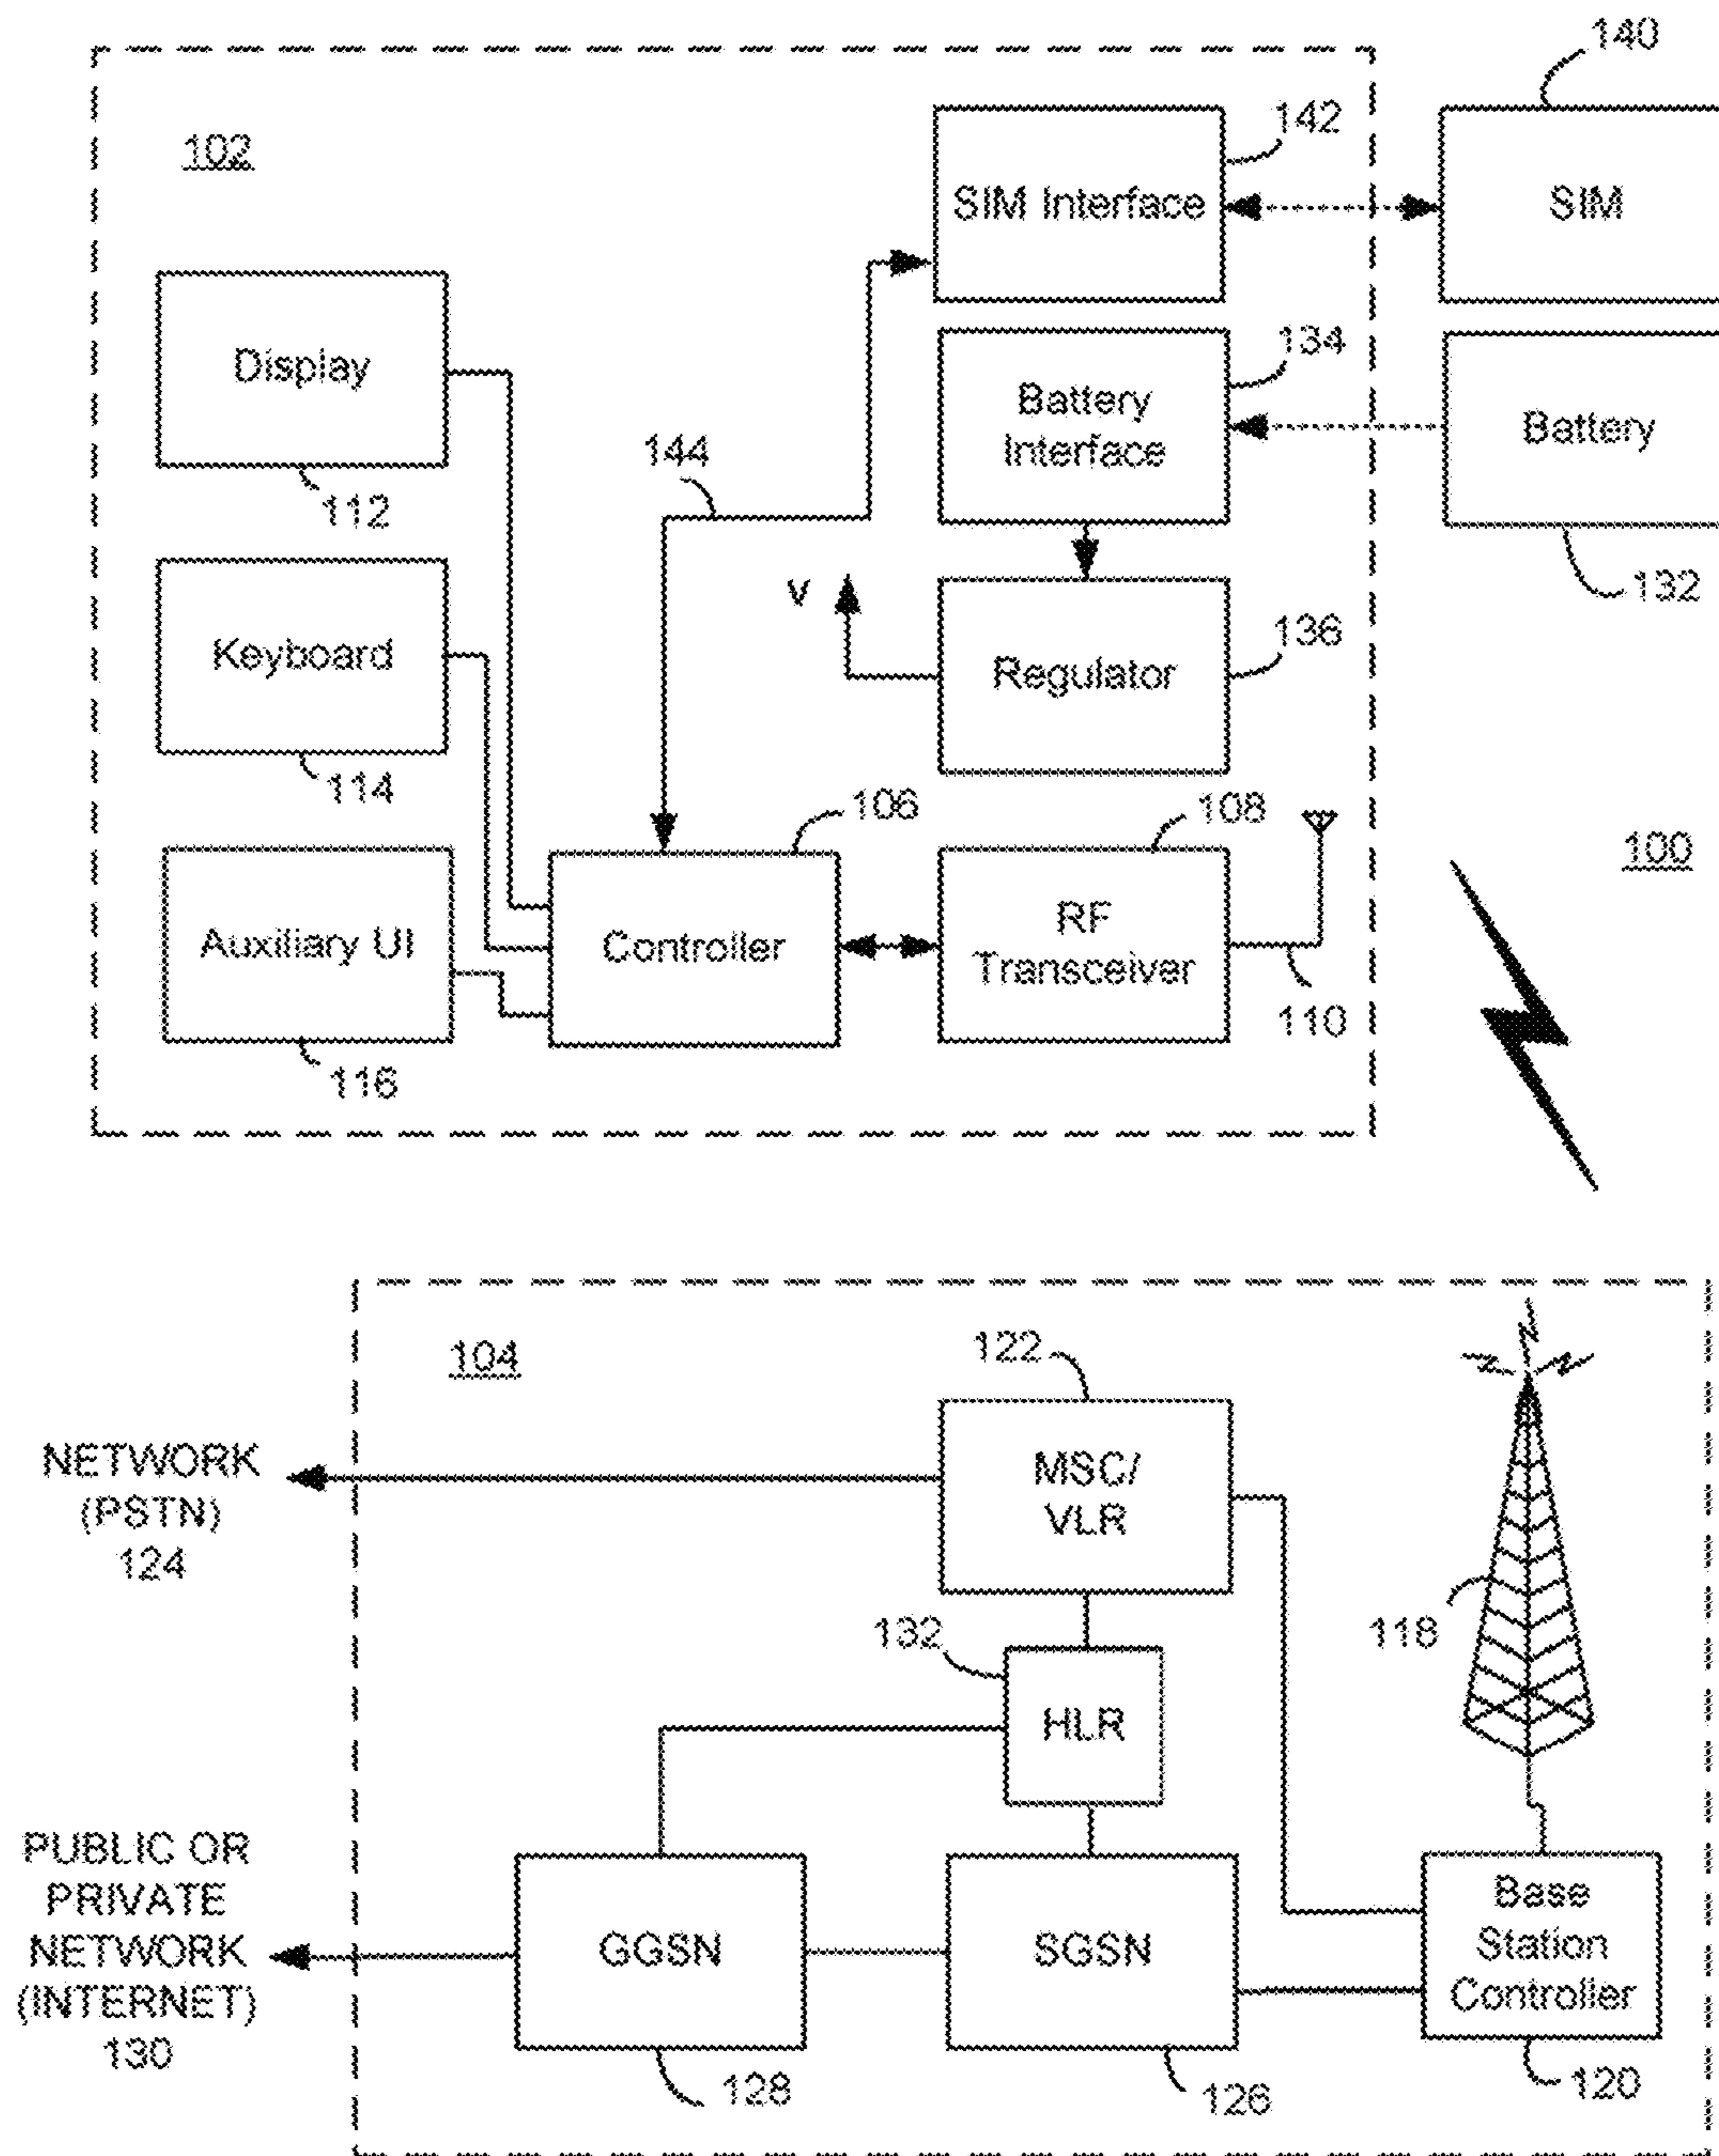 140
102
142
SIM Interface
SIM
Display
134
Battery
Interface
Battery
144
112
V
132
Keyboard
Regulator
136
114
106
108
100
Auxiliary UI
Controller
RF
Transceiver
110
116
104
122
NETWORK
(PSTN)
124
MSC/
VLR
118
132
HLR
PUBLIC OR
PRIVATE
NETWORK
(INTERNET)
130
GGSN
SGSN
Base
Station
Controller
128
126
120